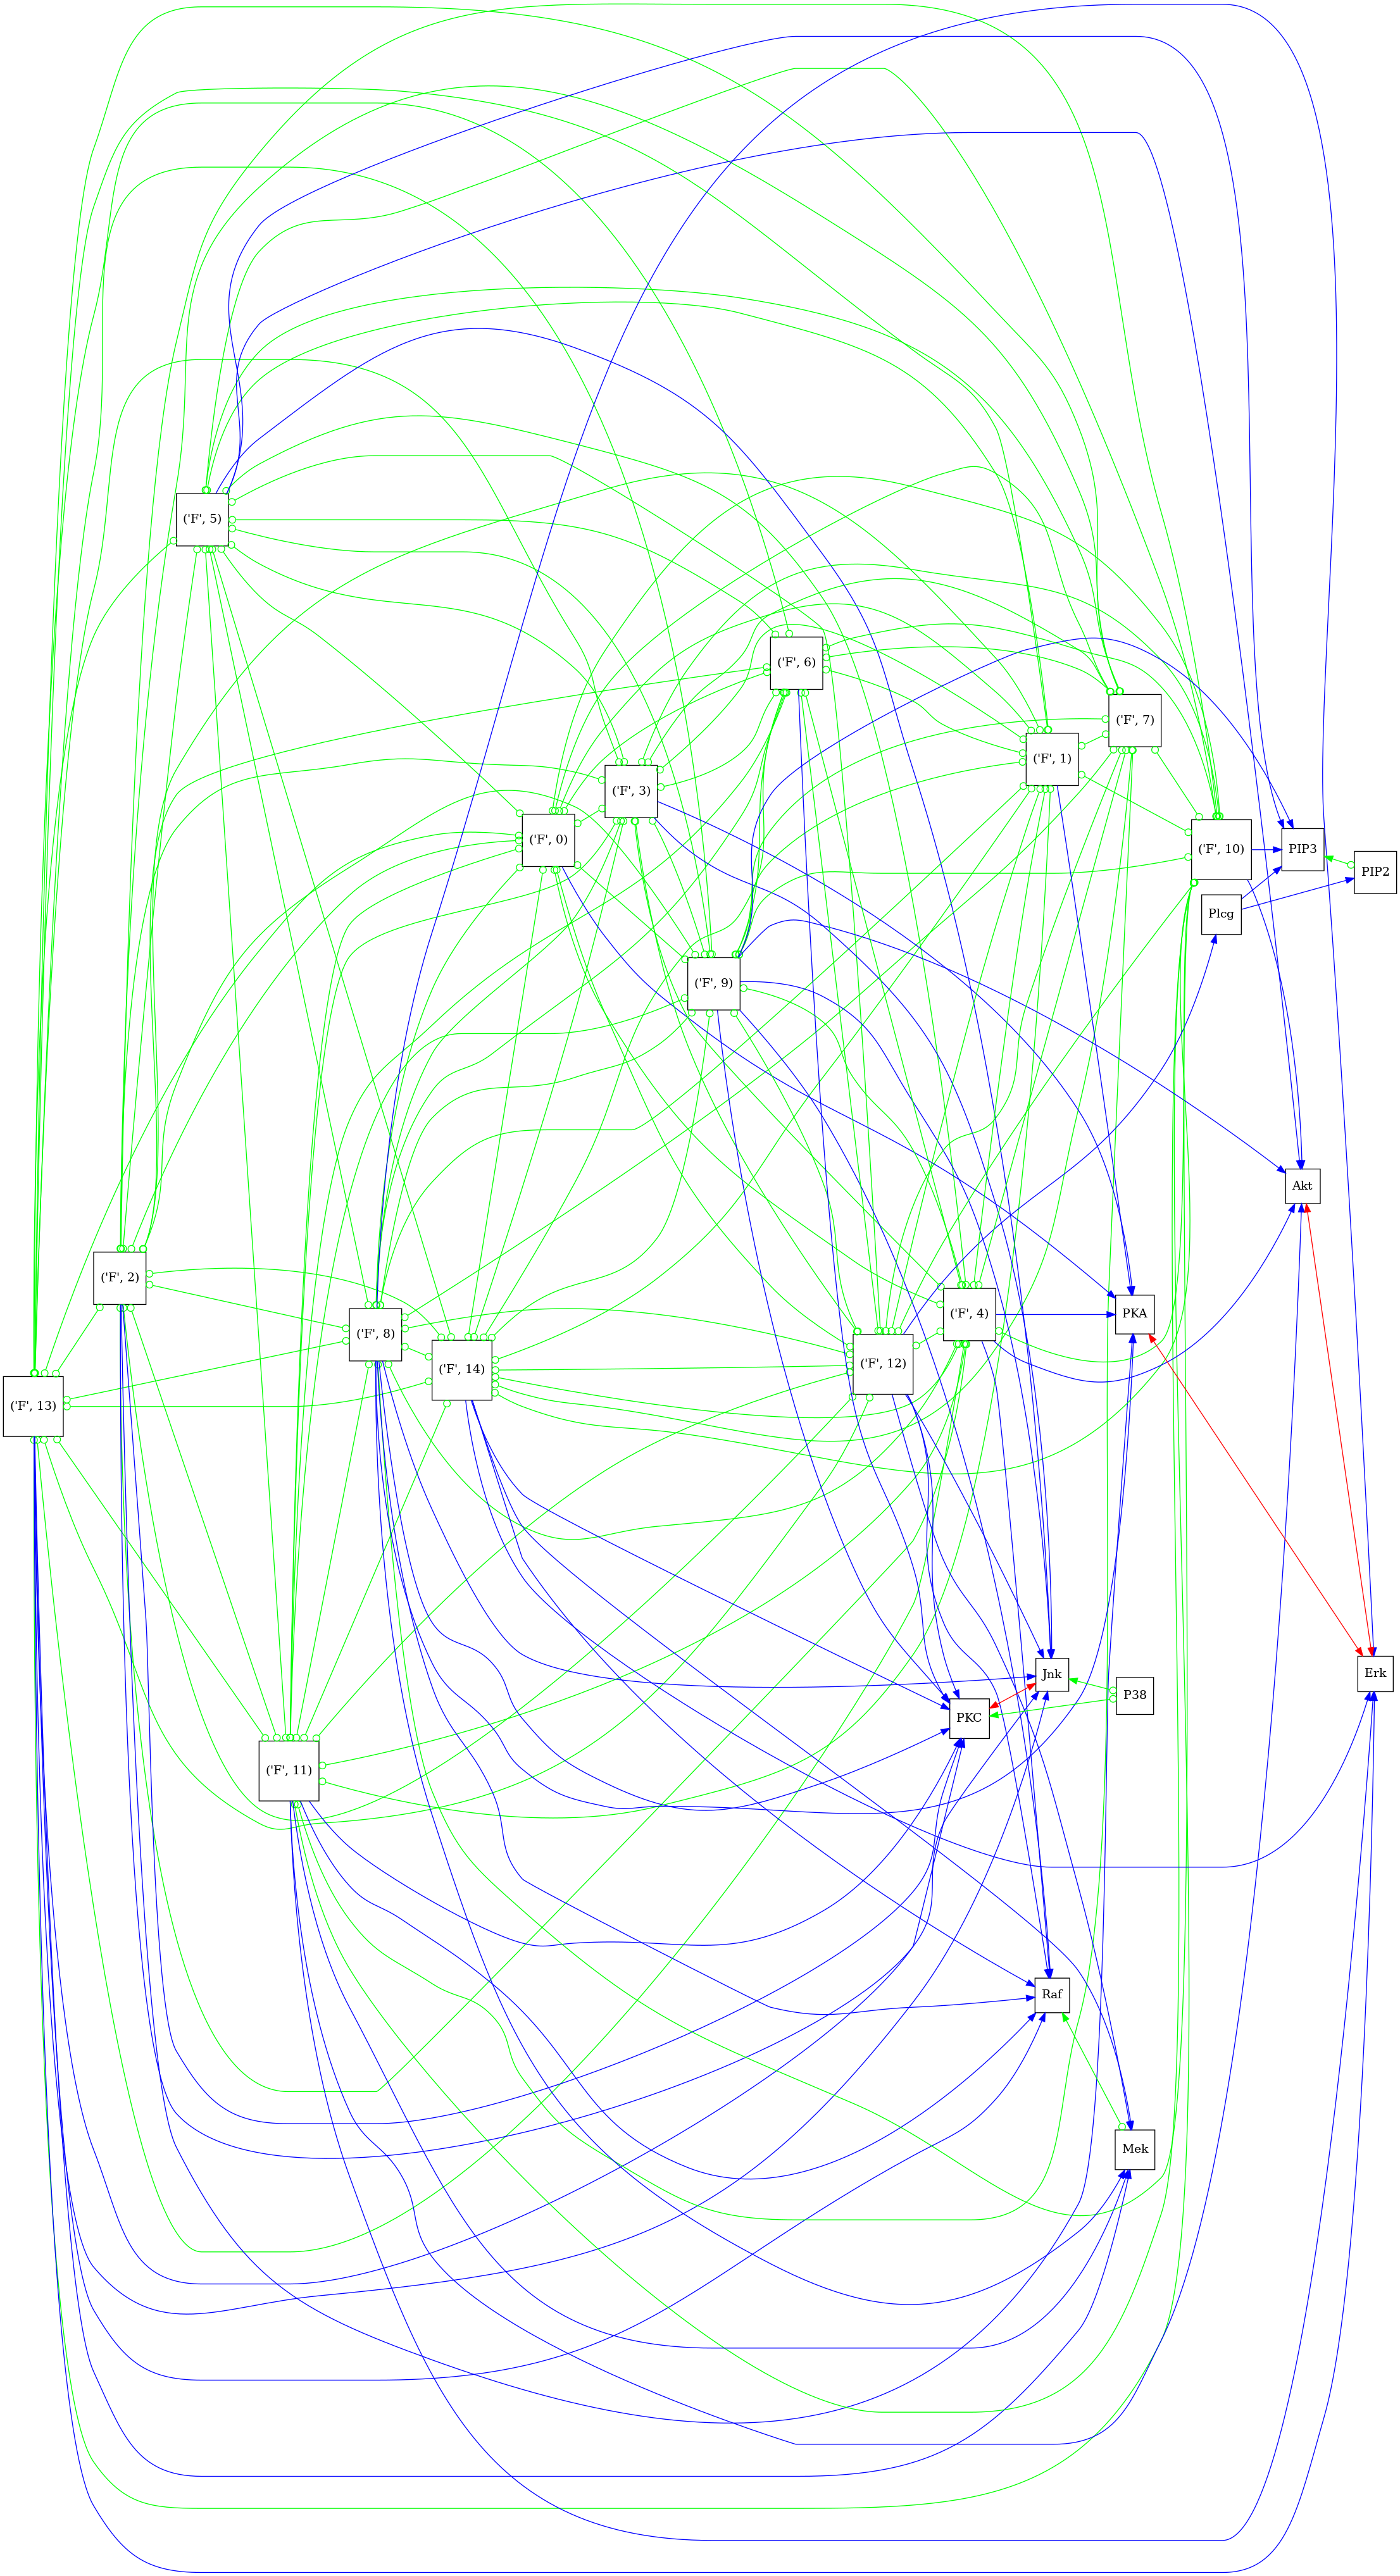 ('F', 5)
('F', 6)
('F', 7)
('F', 1)
('F', 3)
('F', 0)
('F', 10)
PIP3
PIP2
Plcg
('F', 9)
Akt
('F', 2)
('F', 4)
PKA
('F', 8)
('F', 12)
('F', 14)
('F', 13)
Jnk
Erk
P38
PKC
('F', 11)
Raf
Mek